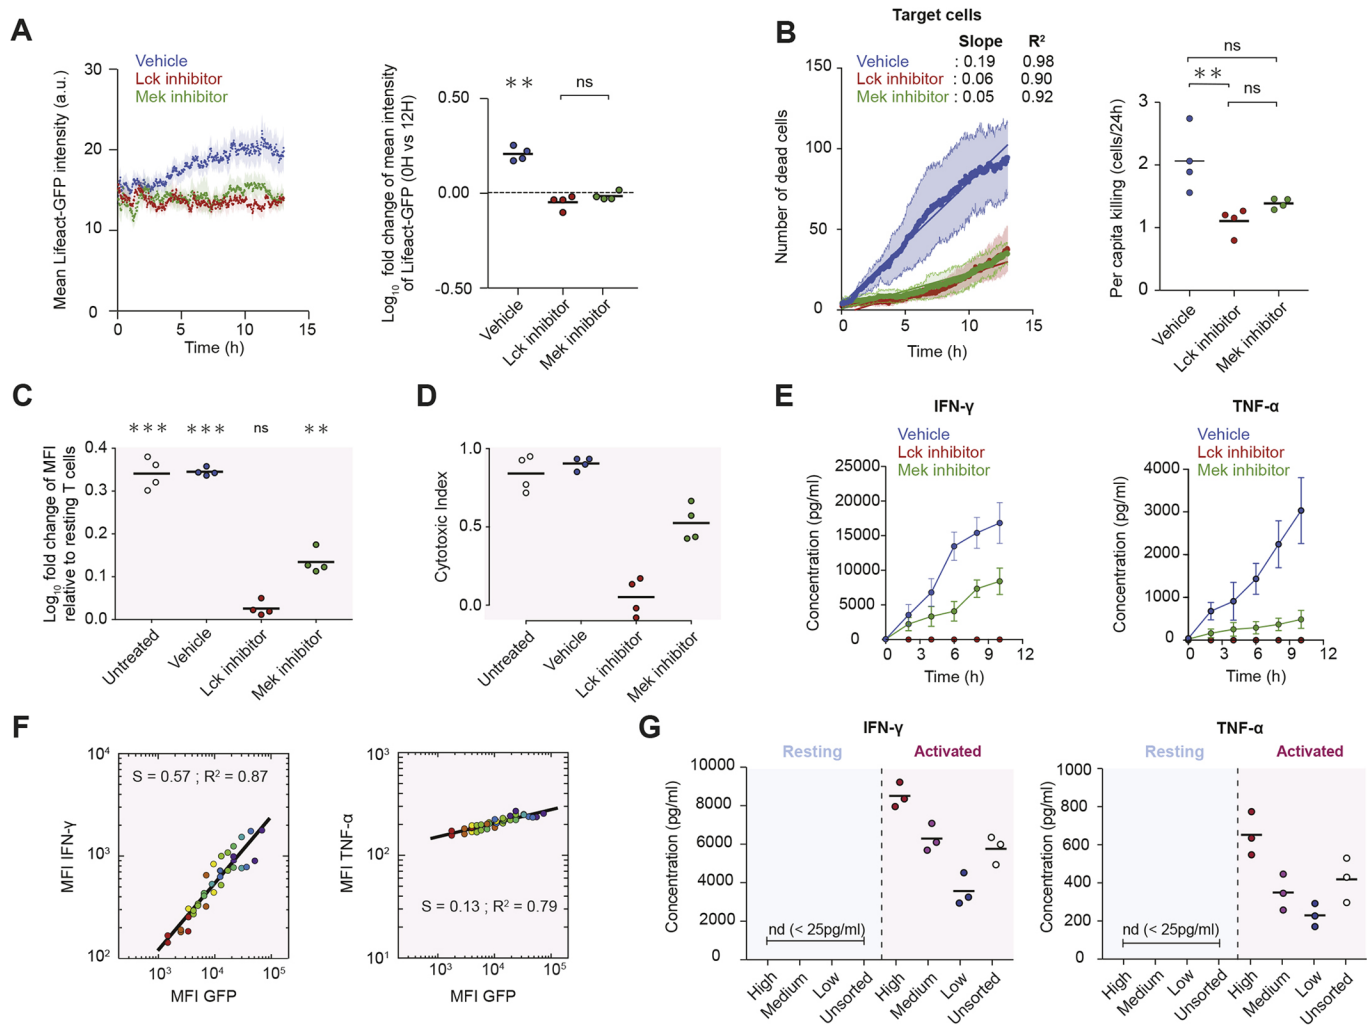 A
Vehicle
Lck inhibitor
Mek inhibitor
Mean Lifeact-GFP intensity (a.u.)
30
20
10
0
0 5 10 15
Time (h)
Log10 fold change of mean intensity
of Lifeact-GFP (0H vs 12H)
0.50
0.00
-0.50
** ns
Vehicle
Lck inhibitor
Mek inhibitor
B
Target cells
Slope R²
Vehicle : 0.19 0.98
Lck inhibitor : 0.06 0.90
Mek inhibitor : 0.05 0.92
Number of dead cells
150
100
50
0
0 5 10 15
Time (h)
Per capita killing (cells/24h)
ns
**
ns
3
2
1
0
Vehicle
Lck inhibitor
Mek inhibitor
C
*** *** ns **
Log10 fold change of MFI
relative to resting T cells
0.4
0.3
0.2
0.1
0.0
Untreated
Vehicle
Lck inhibitor
Mek inhibitor
D
Cytotoxic Index
1.0
0.5
0.0
Untreated
Vehicle
Lck inhibitor
Mek inhibitor
E
IFN-γ
Vehicle
Lck inhibitor
Mek inhibitor
Concentration (pg/ml)
25000
20000
15000
10000
5000
0
0 3 6 9 12
Time (h)
TNF-α
Vehicle
Lck inhibitor
Mek inhibitor
Concentration (pg/ml)
4000
3000
2000
1000
0
0 3 6 9 12
Time (h)
F
MFI IFN-γ
10⁴
10³
10²
S = 0.57 ; R² = 0.87
10³ 10⁴ 10⁵
MFI GFP
MFI TNF-α
10³
10²
10¹
S = 0.13 ; R² = 0.79
10³ 10⁴ 10⁵
MFI GFP
G
IFN-γ
Resting Activated
Concentration (pg/ml)
10000
8000
6000
4000
2000
0
nd (< 25pg/ml)
High
Medium
Low
Unsorted
High
Medium
Low
Unsorted
TNF-α
Resting Activated
Concentration (pg/ml)
1000
800
600
400
200
0
nd (< 25pg/ml)
High
Medium
Low
Unsorted
High
Medium
Low
Unsorted